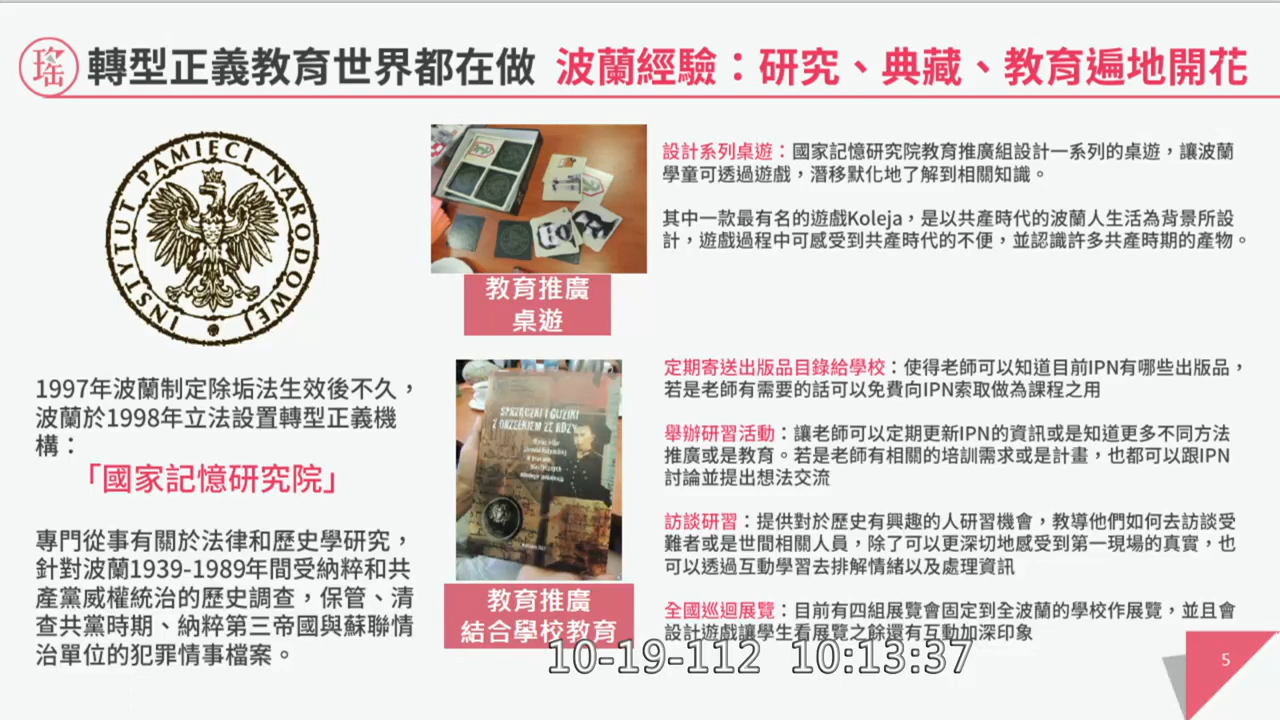 瑤 轉型正義教育世界都在做 波蘭經驗：研究、典藏、教育遍地開花
INSTYTUT PAMIĘCI NARODOWEJ
1997年波蘭制定除垢法生效後不久，
波蘭於1998年立法設置轉型正義機
構：
「國家記憶研究院」
專門從事有關於法律和歷史學研究，
針對波蘭1939-1989年間受納粹和共
產黨威權統治的歷史調查，保管、清
查共黨時期、納粹第三帝國與蘇聯情
治單位的犯罪情事檔案。
教育推廣
桌遊
設計系列桌遊：國家記憶研究院教育推廣組設計一系列的桌遊，讓波蘭
學童可透過遊戲，潛移默化地了解到相關知識。
其中一款最有名的遊戲Koleja，是以共產時代的波蘭人生活為背景所設
計，遊戲過程中可感受到共產時代的不便，並認識許多共產時期的產物。
SPRZĄCZKI I GUZIKI
Z ORZEŁKIEM ZE RDZY
教育推廣
結合學校教育
定期寄送出版品目錄給學校：使得老師可以知道目前IPN有哪些出版品，
若是老師有需要的話可以免費向IPN索取做為課程之用
舉辦研習活動：讓老師可以定期更新IPN的資訊或是知道更多不同方法
推廣或是教育。若是老師有相關的培訓需求或是計畫，也都可以跟IPN
討論並提出想法交流
訪談研習：提供對於歷史有興趣的人研習機會，教導他們如何去訪談受
難者或是世間相關人員，除了可以更深切地感受到第一現場的真實，也
可以透過互動學習去排解情緒以及處理資訊
全國巡迴展覽：目前有四組展覽會固定到全波蘭的學校作展覽，並且會
設計遊戲讓學生看展覽之餘還有互動加深印象
10-19-112 10:13:37
5